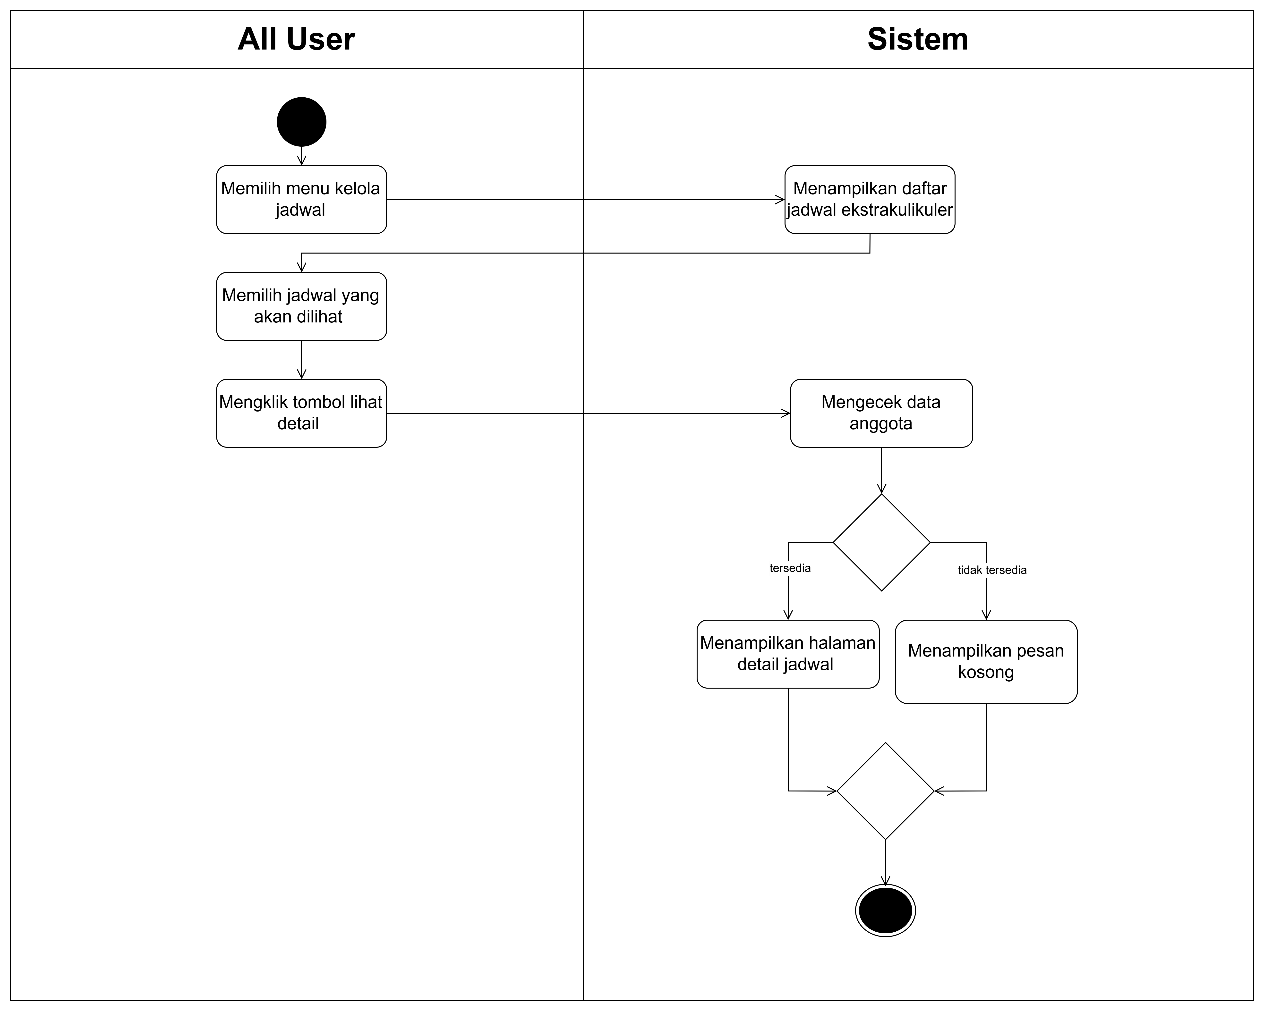 All User
Sistem
Memilih menu kelola
jadwal
Menampilkan daftar
jadwal ekstrakulikuler
Memilih jadwal yang
akan dilihat
Mengklik tombol lihat
detail
Mengecek data
anggota
tersedia
tidak tersedia
Menampilkan halaman
detail jadwal
Menampilkan pesan
kosong